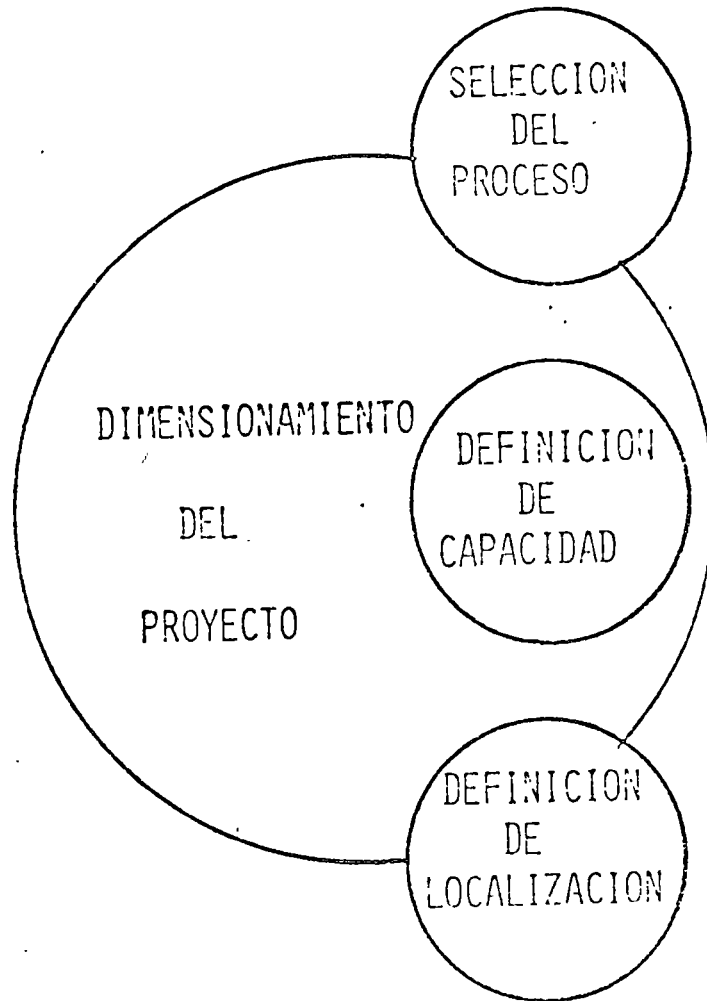 SELECCION
DEL
PROCESO
DIMENSIONAMIENTO
DEL
PROYECTO
DEFINICION
DE
CAPACIDAD
DEFINICION
DE
LOCALIZACION